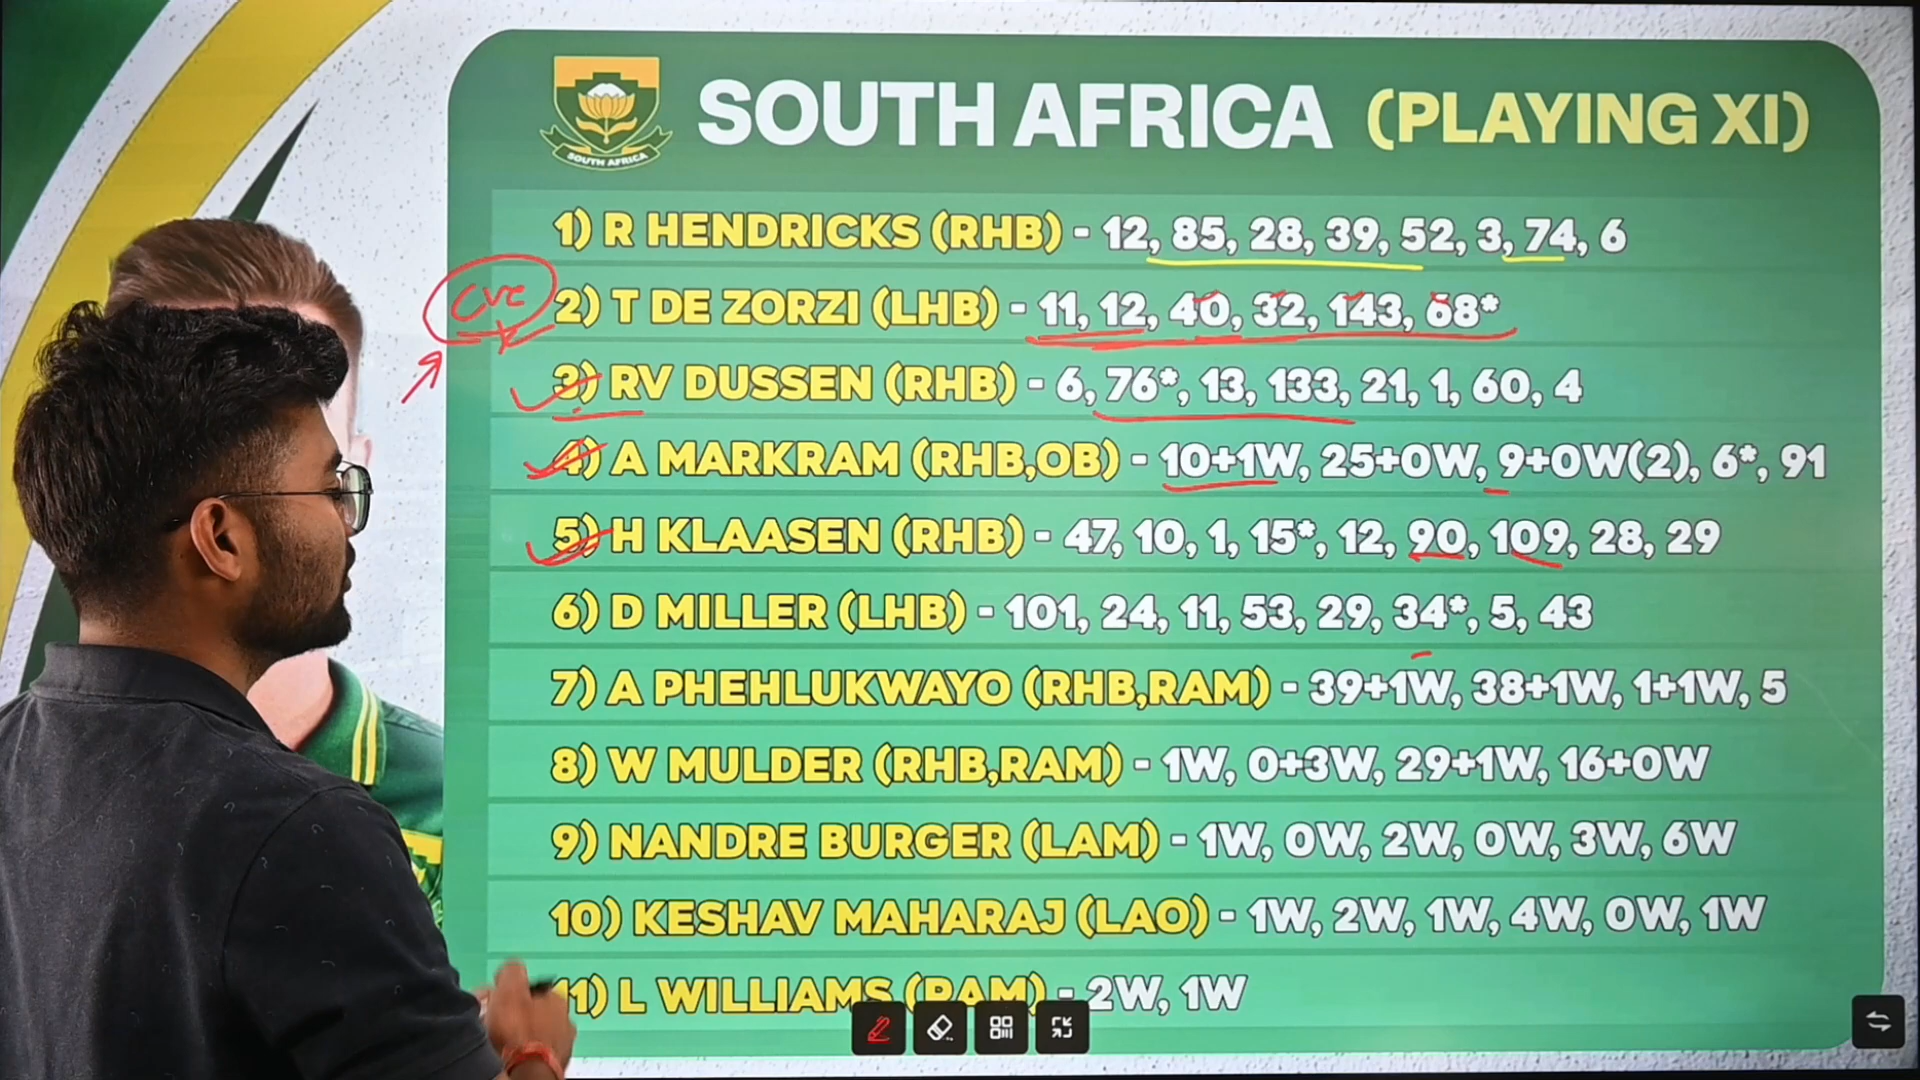 SOUTH AFRICA (PLAYING XI)
SOUTH AFRICA
1) R HENDRICKS (RHB) - 12, 85, 28, 39, 52, 3, 74, 6
CVC
2) T DE ZORZI (LHB) - 11, 12, 40, 32, 143, 68*
3) RV DUSSEN (RHB) - 6, 76*, 13, 133, 21, 1, 60, 4
4) A MARKRAM (RHB,OB) - 10+1W, 25+0W, 9+0W(2), 6*, 91
5) H KLAASEN (RHB) - 47, 10, 1, 15*, 12, 90, 109, 28, 29
6) D MILLER (LHB) - 101, 24, 11, 53, 29, 34*, 5, 43
7) A PHEHLUKWAYO (RHB,RAM) - 39+1W, 38+1W, 1+1W, 5
8) W MULDER (RHB,RAM) - 1W, 0+3W, 29+1W, 16+0W
9) NANDRE BURGER (LAM) - 1W, 0W, 2W, 0W, 3W, 6W
10) KESHAV MAHARAJ (LAO) - 1W, 2W, 1W, 4W, 0W, 1W
11) L WILLIAMS (RAM) - 2W, 1W